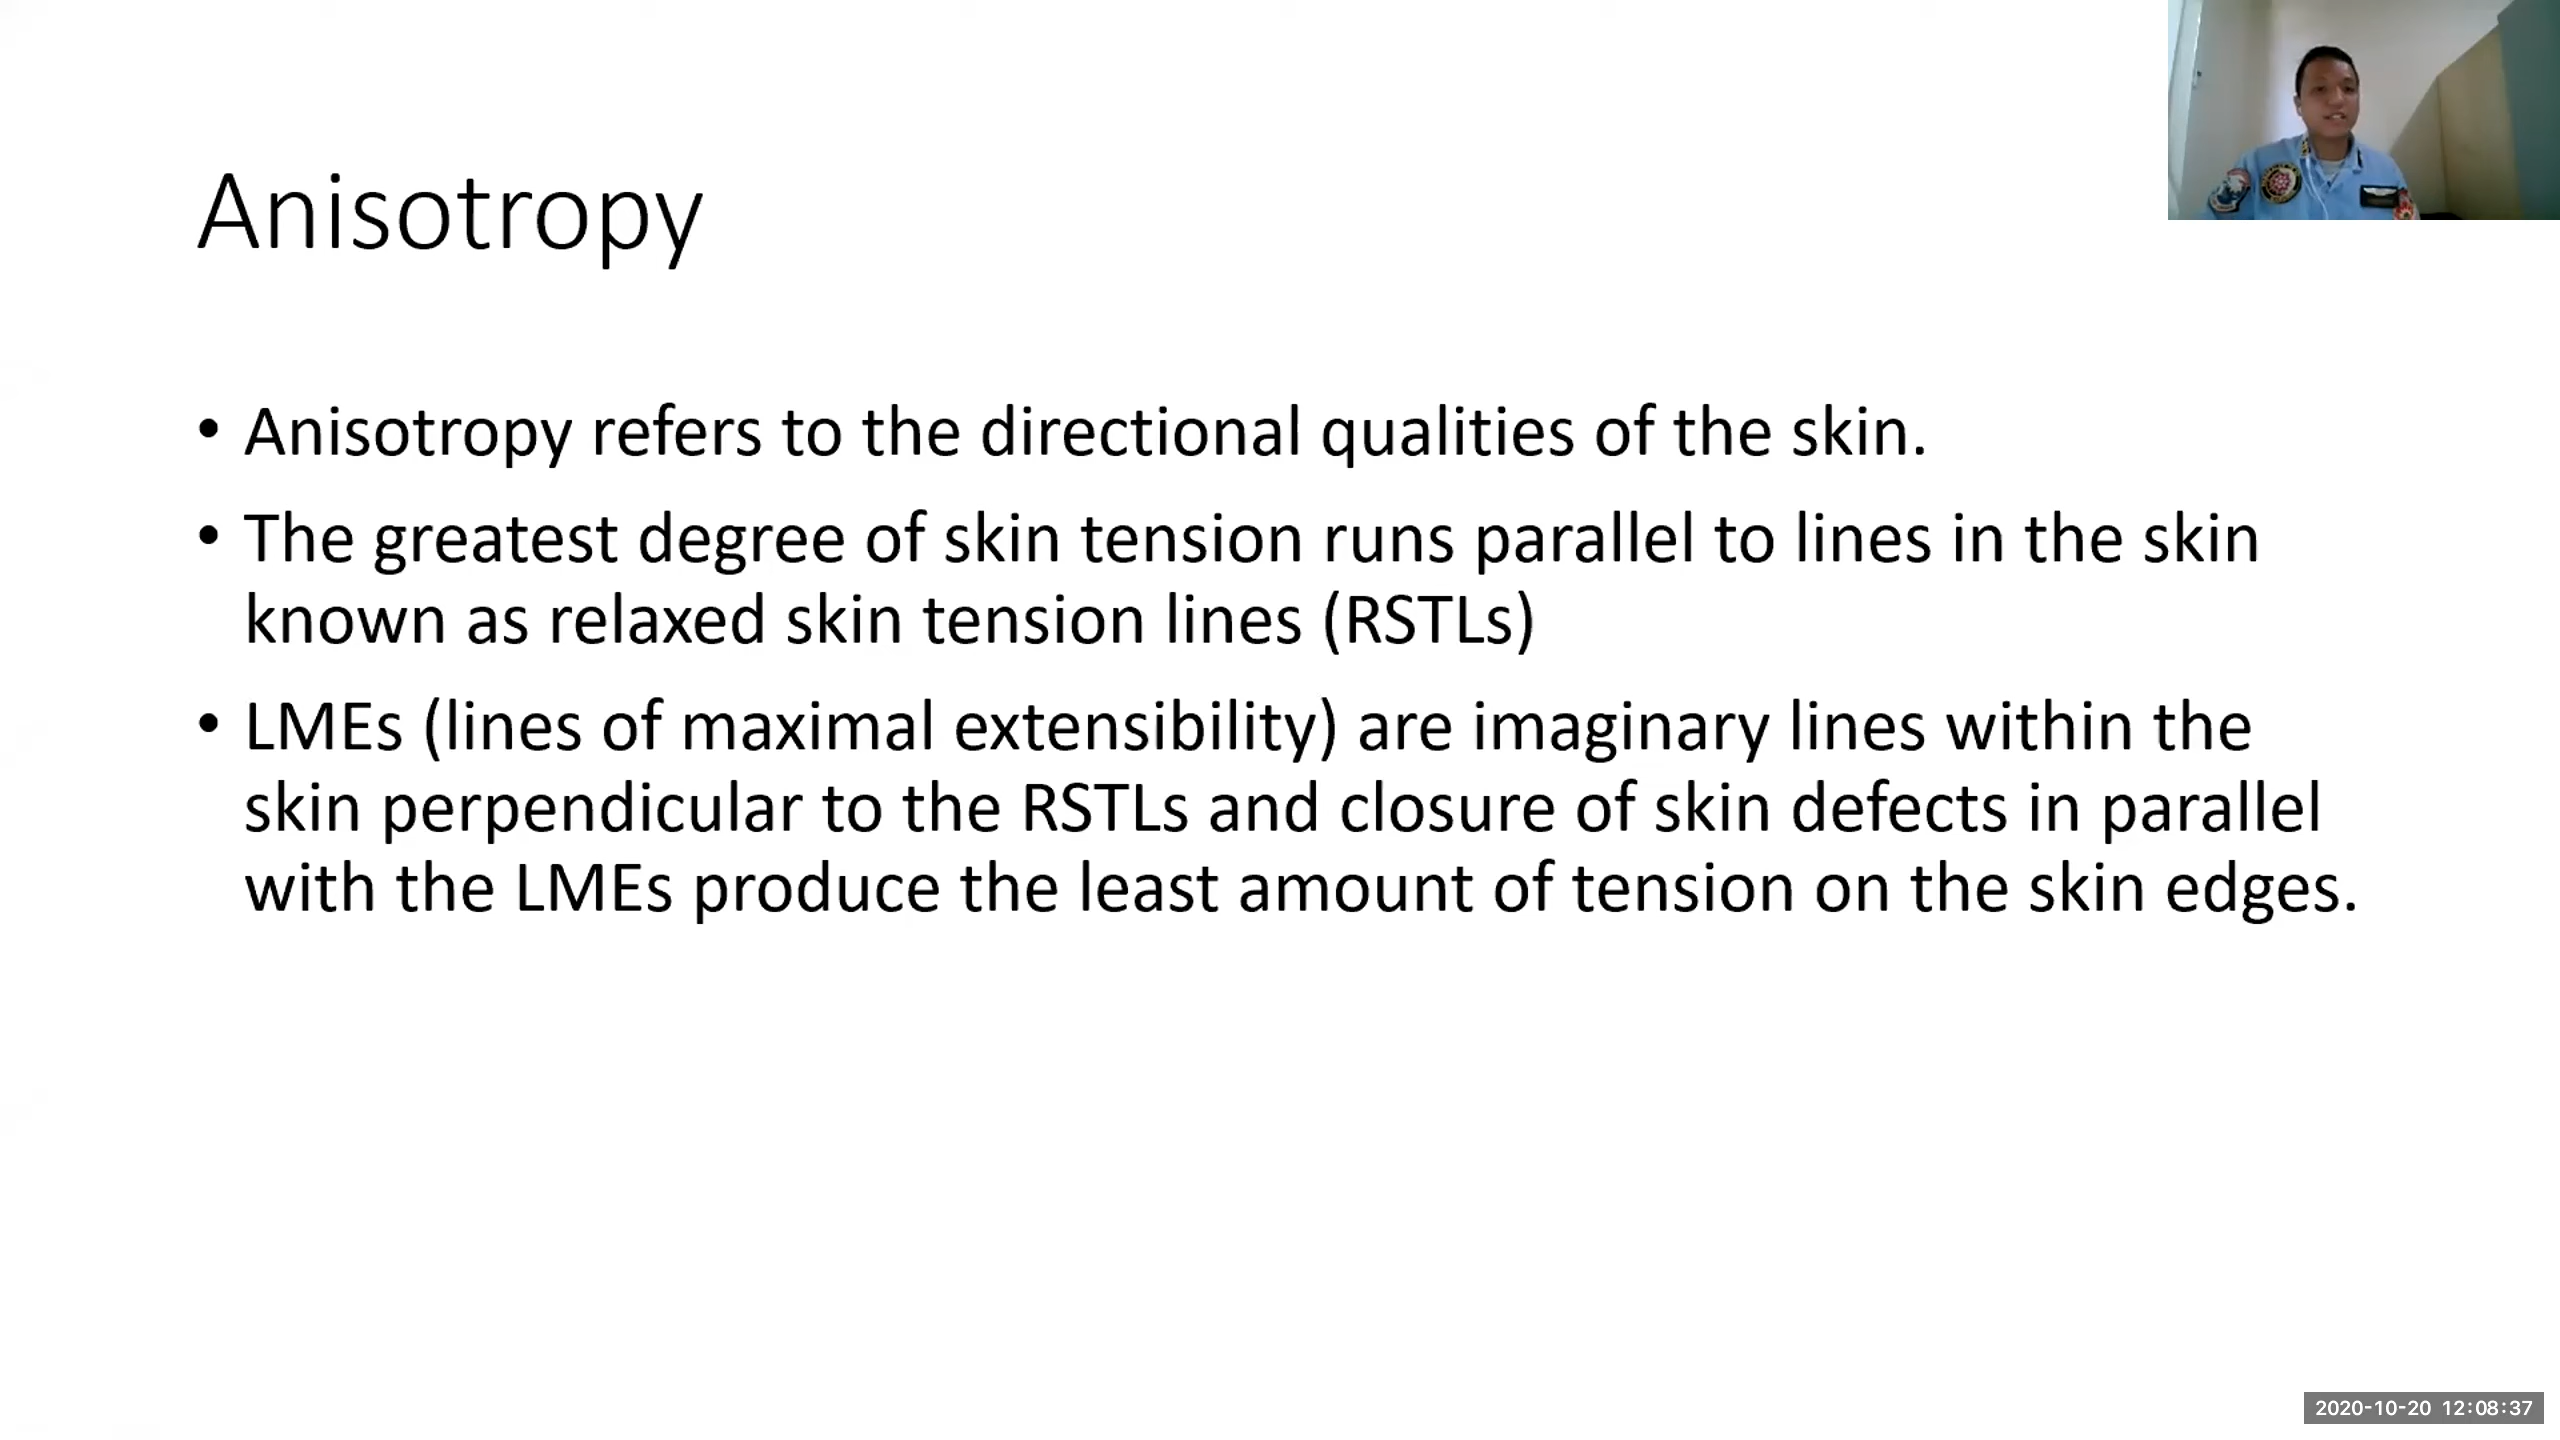 Anisotropy
• Anisotropy refers to the directional qualities of the skin.
• The greatest degree of skin tension runs parallel to lines in the skin
known as relaxed skin tension lines (RSTLs)
• LMEs (lines of maximal extensibility) are imaginary lines within the
skin perpendicular to the RSTLs and closure of skin defects in parallel
with the LMEs produce the least amount of tension on the skin edges.
2020-10-20 12:08:37